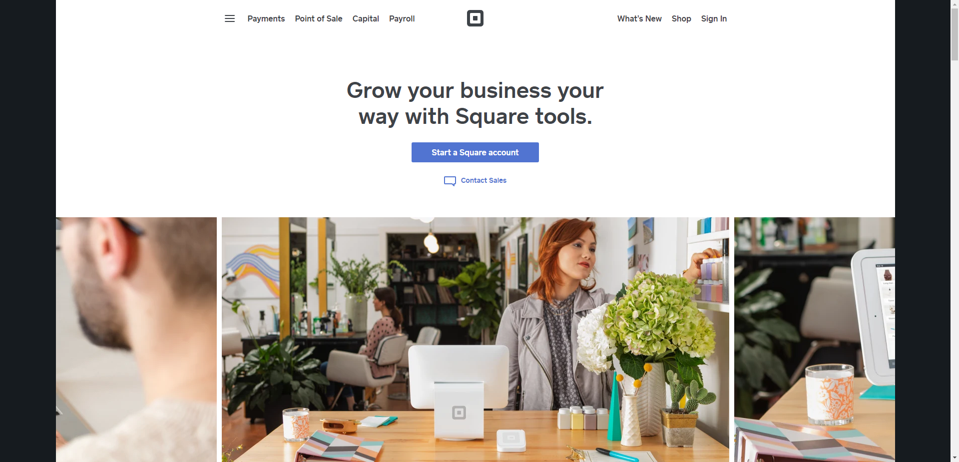 Payments Point of Sale Capital Payroll What's New Shop Sign In
Grow your business your
way with Square tools.
Start a Square account
Contact Sales